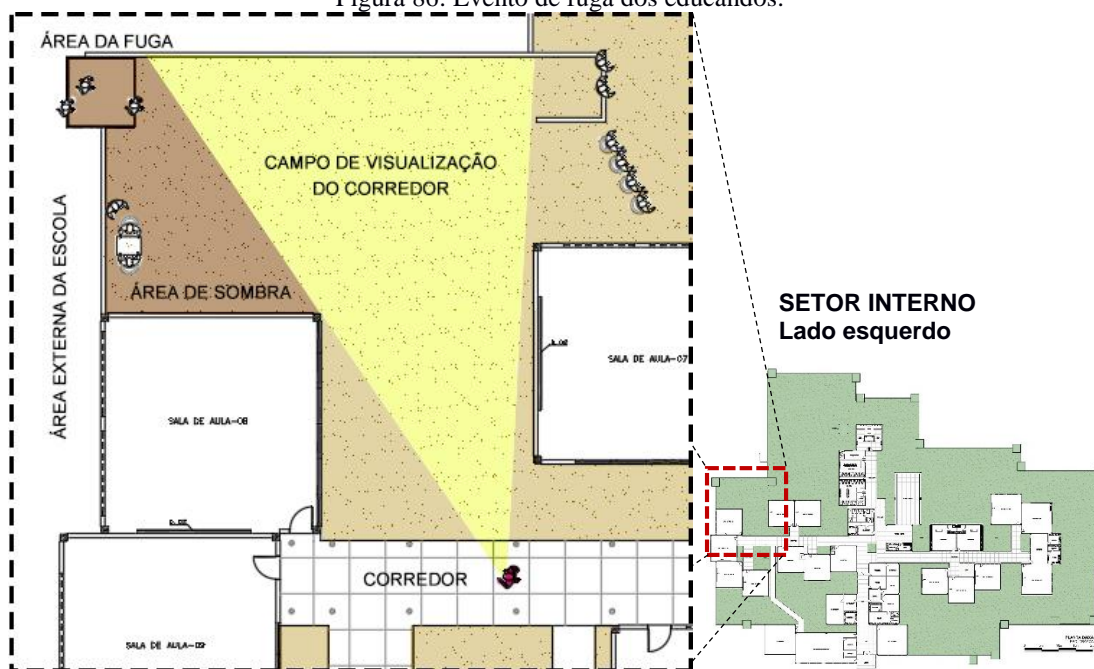 Figura 86: Evento de fuga dos educandos.
ÁREA DA FUGA
CAMPO DE VISUALIZAÇÃO
DO CORREDOR
ÁREA EXTERNA DA ESCOLA
ÁREA DE SOMBRA
SALA DE AULA-07
SALA DE AULA-08
CORREDOR
SALA DE AULA-09
SETOR INTERNO
Lado esquerdo